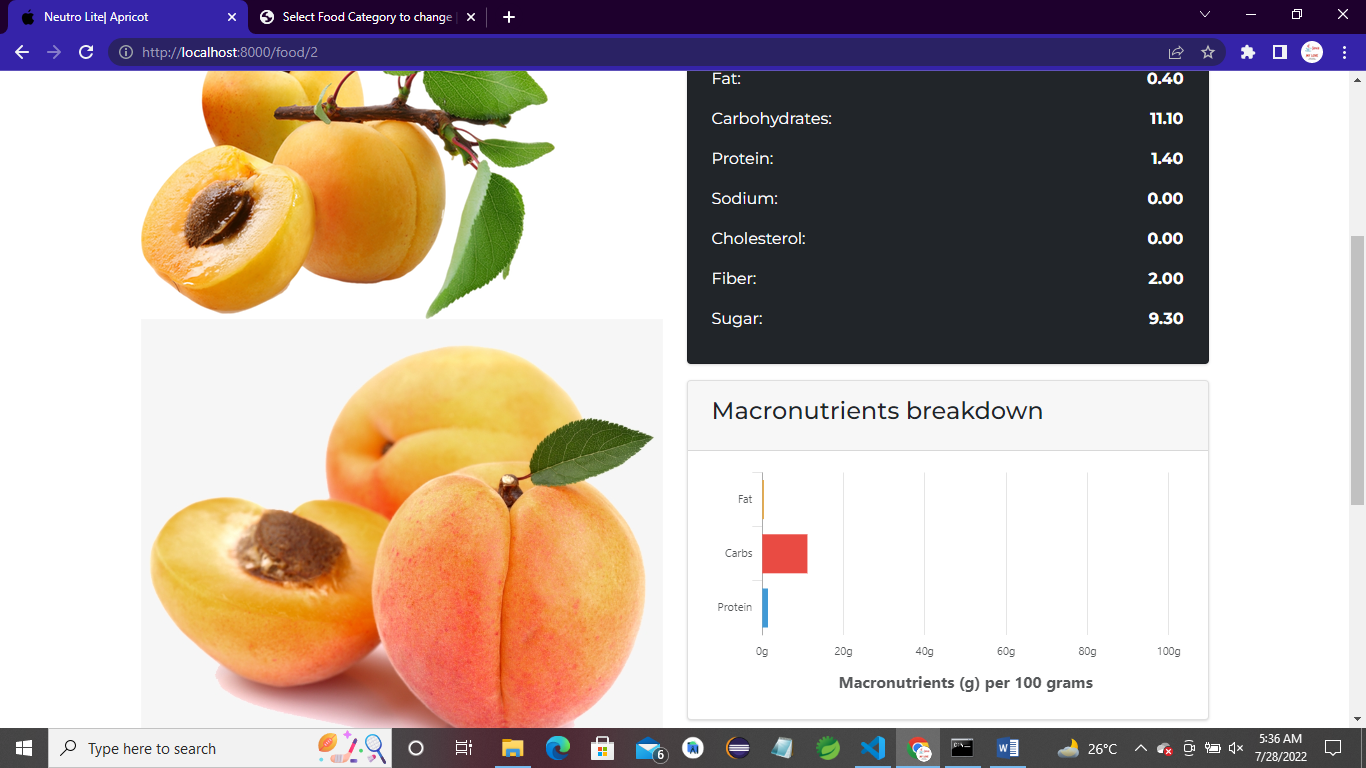 Neutro Lite| Apricot
Select Food Category to change
http://localhost:8000/food/2
Fat: 0.40
Carbohydrates: 11.10
Protein: 1.40
Sodium: 0.00
Cholesterol: 0.00
Fiber: 2.00
Sugar: 9.30
Macronutrients breakdown
Fat
Carbs
Protein
0g 20g 40g 60g 80g 100g
Macronutrients (g) per 100 grams
Type here to search
6
26°C
5:36 AM
7/28/2022